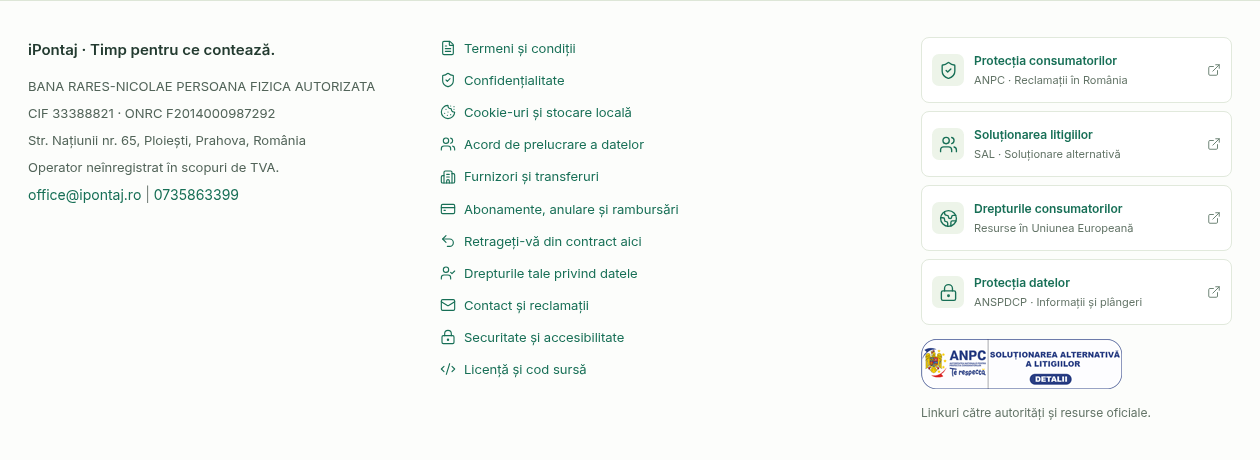 iPontaj · Timp pentru ce contează.
BANA RARES-NICOLAE PERSOANA FIZICA AUTORIZATA
CIF 33388821 · ONRC F2014000987292
Str. Națiunii nr. 65, Ploiești, Prahova, România
Operator neînregistrat în scopuri de TVA.
office@ipontaj.ro | 0735863399
Termeni și condiții
Confidențialitate
Cookie-uri și stocare locală
Acord de prelucrare a datelor
Furnizori și transferuri
Abonamente, anulare și rambursări
Retrageți-vă din contract aici
Drepturile tale privind datele
Contact și reclamații
Securitate și accesibilitate
Licență și cod sursă
Protecția consumatorilor
ANPC · Reclamații în România
Soluționarea litigiilor
SAL · Soluționare alternativă
Drepturile consumatorilor
Resurse în Uniunea Europeană
Protecția datelor
ANSPDCP · Informații și plângeri
ANPC
Te respectă
SOLUȚIONAREA ALTERNATIVĂ
A LITIGIILOR
DETALII
Linkuri către autorități și resurse oficiale.